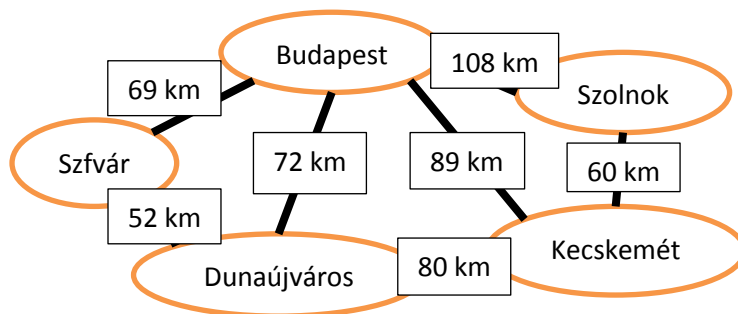 Budapest
108 km
69 km
Szolnok
Szfvár
72 km
89 km
60 km
52 km
Kecskemét
Dunaújváros
80 km